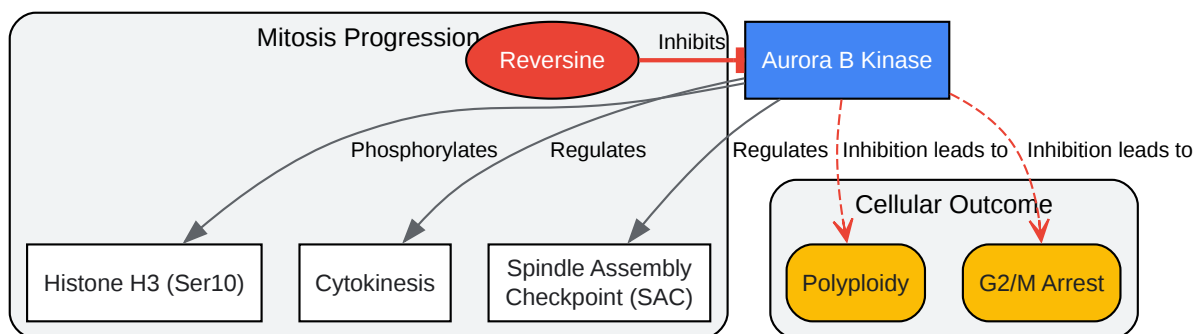 Mitosis Progression
Reversine
Inhibits
Aurora B Kinase
Phosphorylates
Regulates
Regulates
Inhibition leads to
Inhibition leads to
Cellular Outcome
Histone H3 (Ser10)
Cytokinesis
Spindle Assembly
Checkpoint (SAC)
Polyploidy
G2/M Arrest